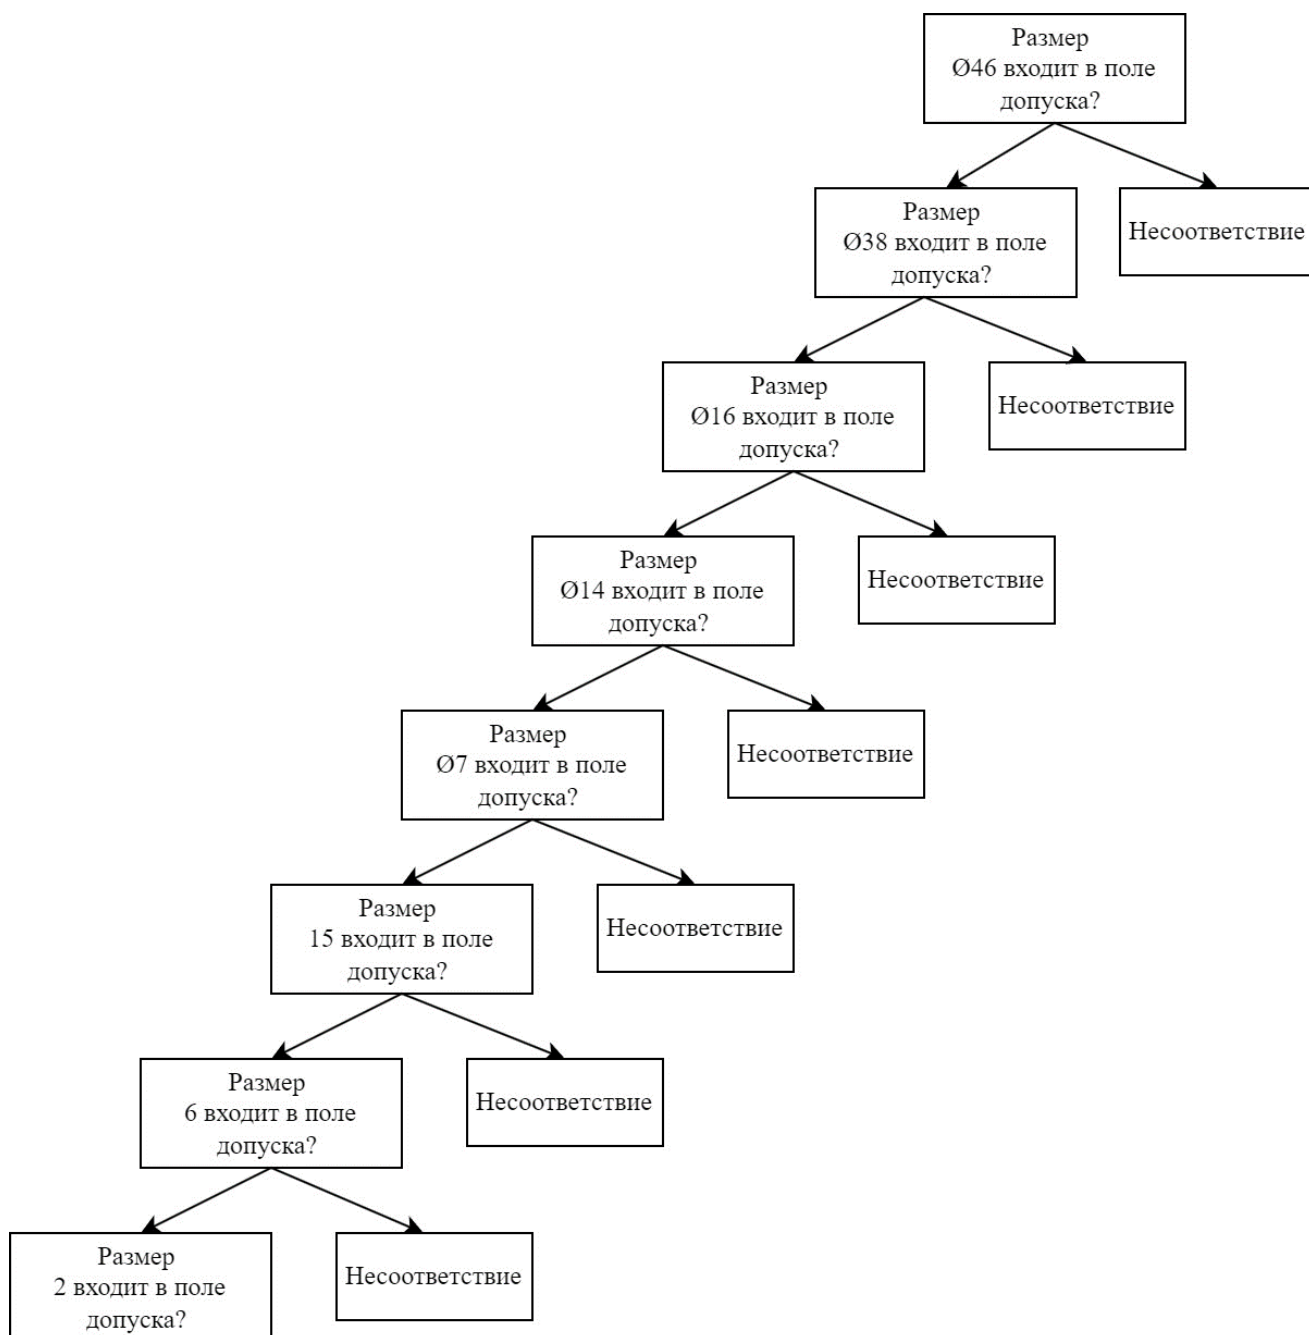 Размер
Ø46 входит в поле
допуска?
Размер
Ø38 входит в поле
допуска?
Несоответствие
Размер
Ø16 входит в поле
допуска?
Несоответствие
Размер
Ø14 входит в поле
допуска?
Несоответствие
Размер
Ø7 входит в поле
допуска?
Несоответствие
Размер
15 входит в поле
допуска?
Несоответствие
Размер
6 входит в поле
допуска?
Несоответствие
Размер
2 входит в поле
допуска?
Несоответствие